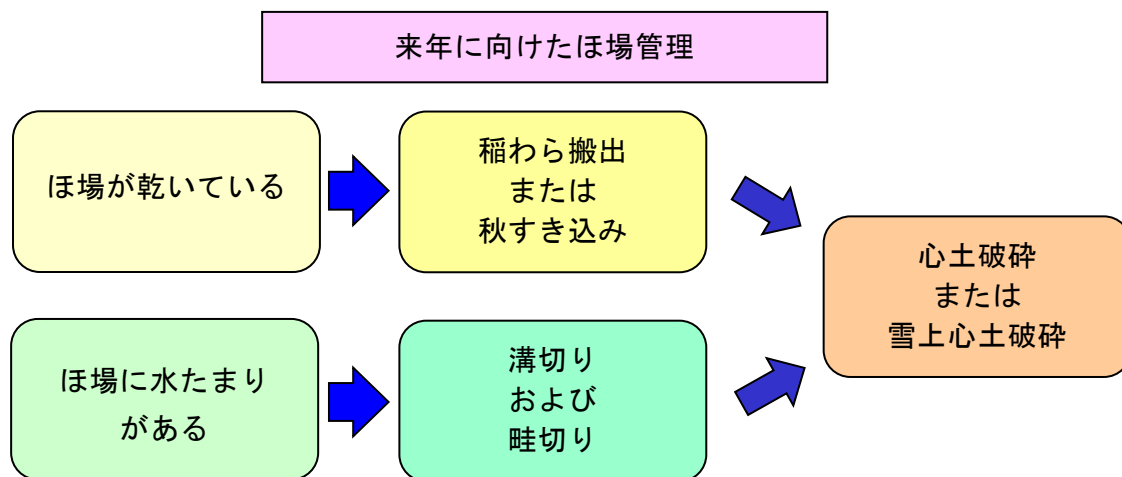 来年に向けたほ場管理
ほ場が乾いている
稲わら搬出
または
秋すき込み
ほ場に水たまり
がある
溝切り
および
畦切り
心土破砕
または
雪上心土破砕